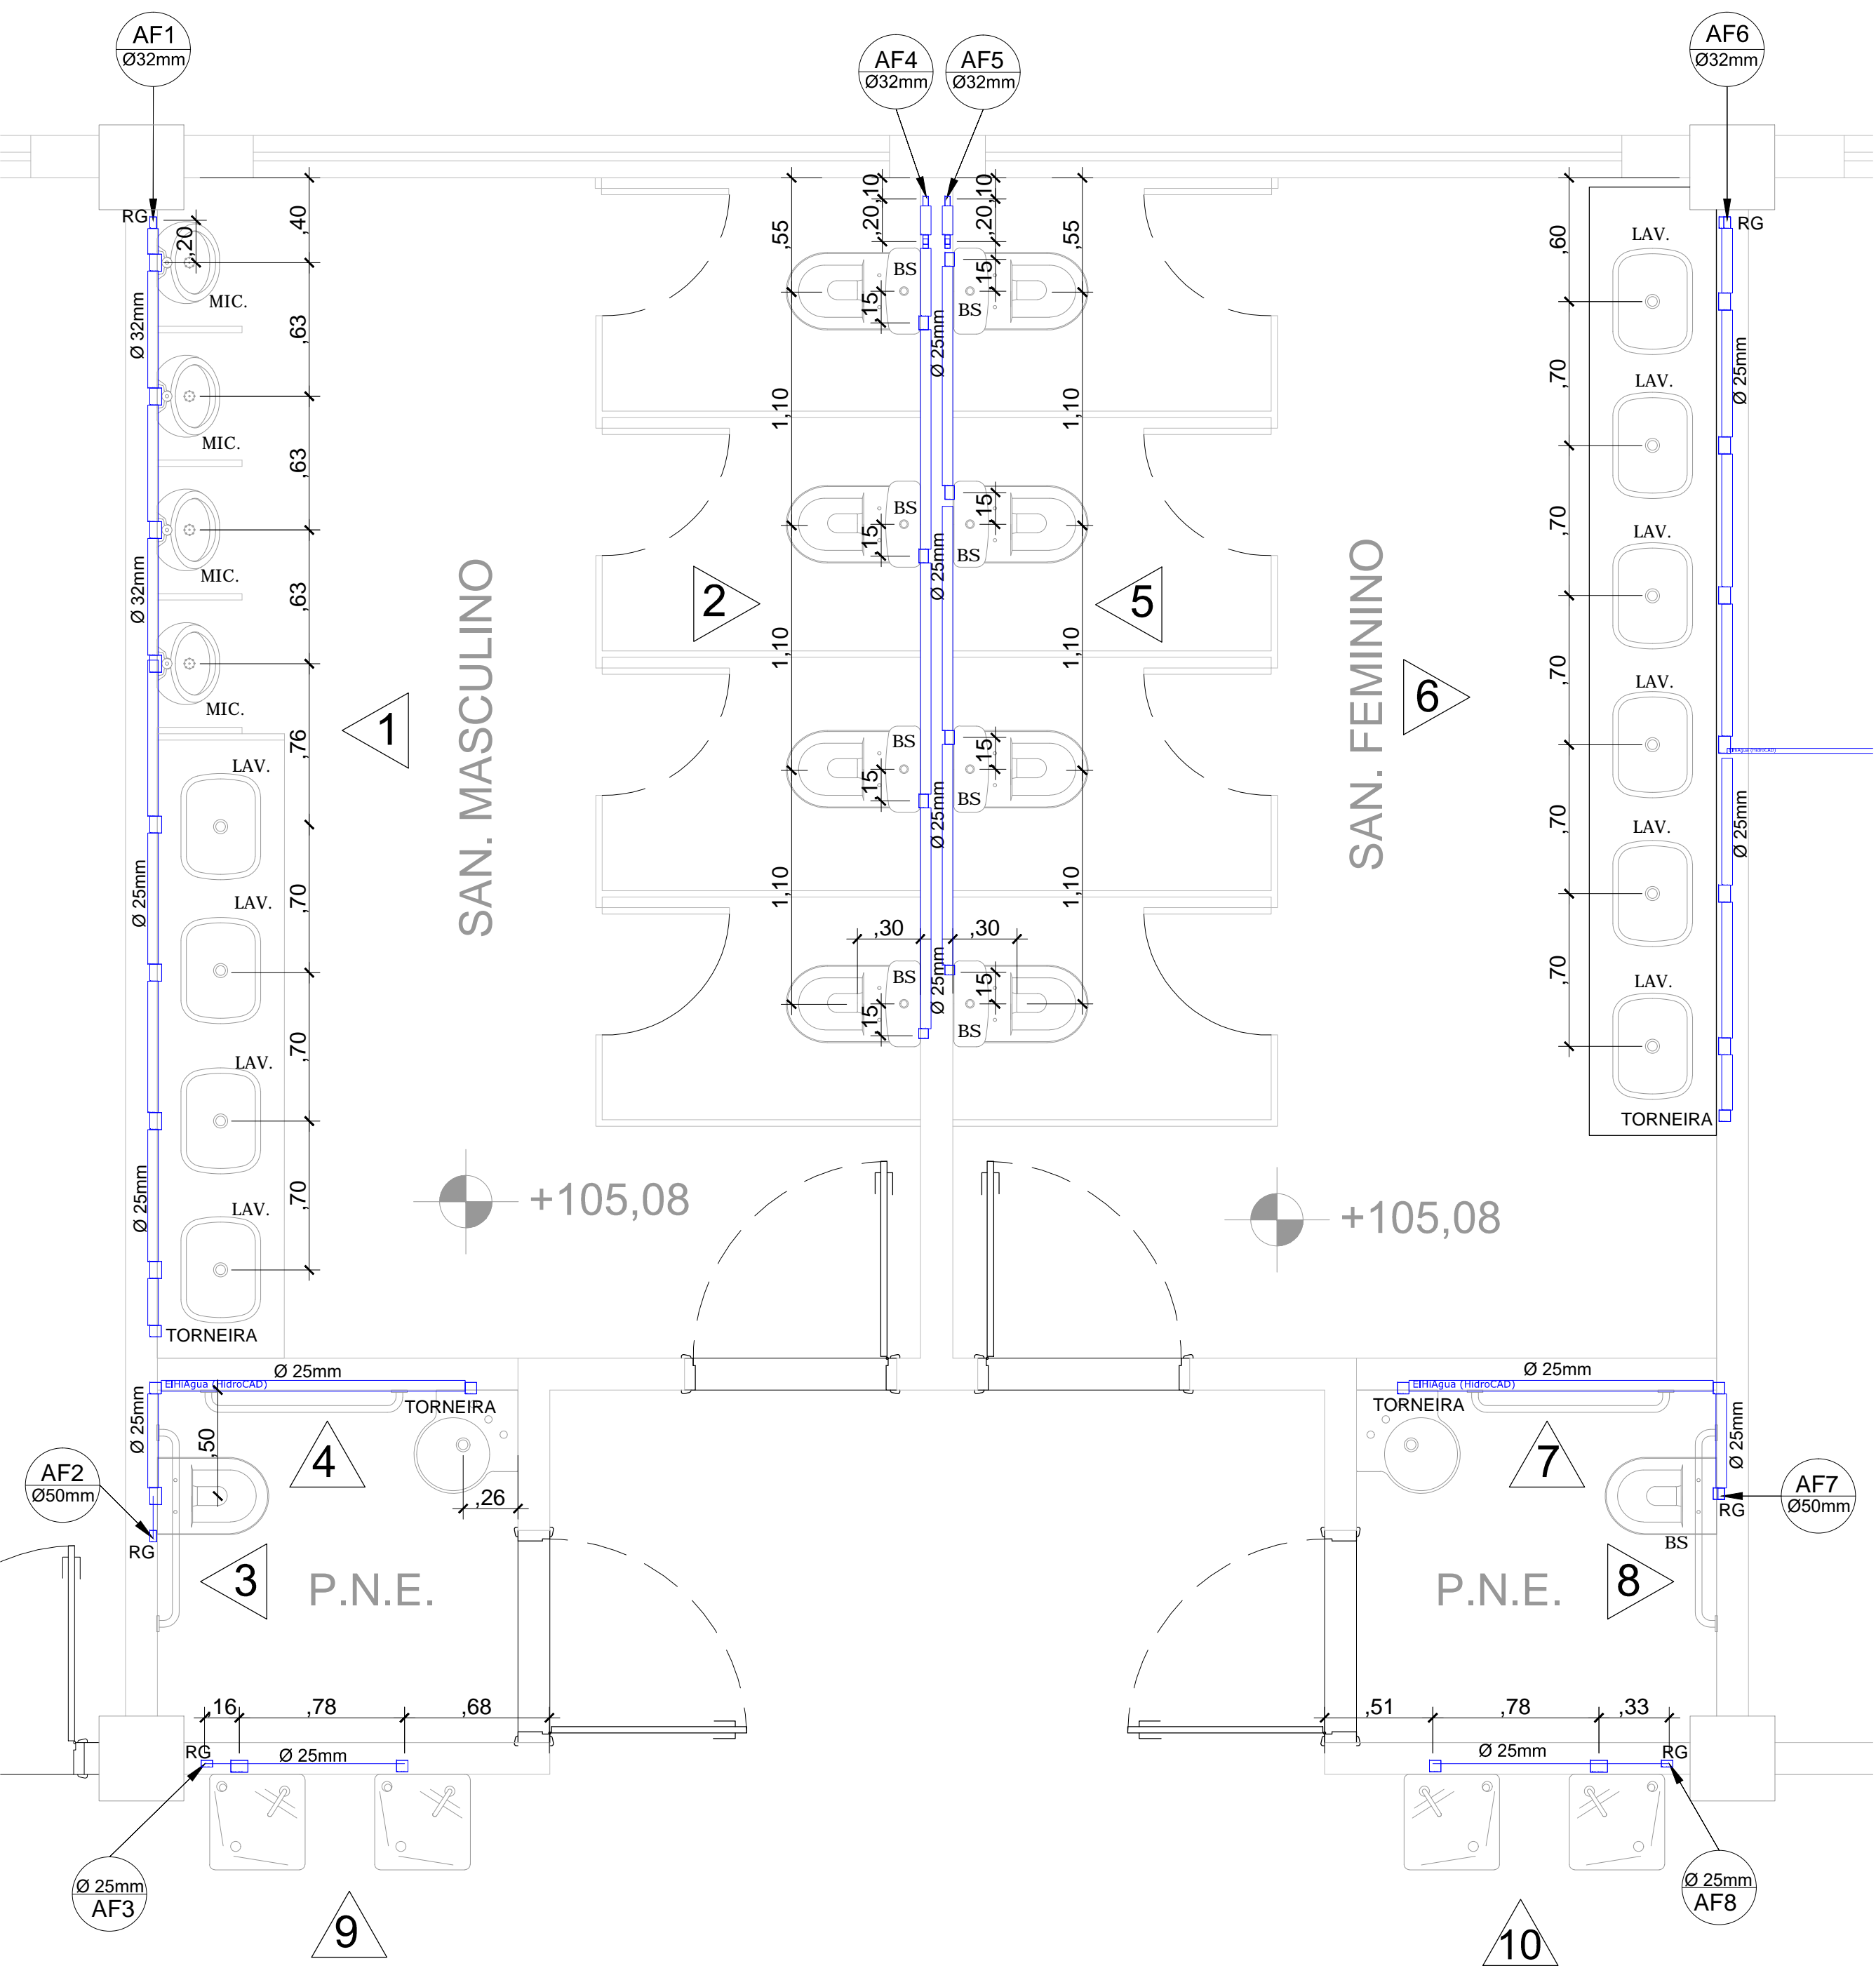 AF1
Ø32mm
AF4
Ø32mm
AF5
Ø32mm
AF6
Ø32mm
RG
,20
,40
MIC.
Ø 32mm
,63
MIC.
,63
MIC.
Ø 32mm
,63
MIC.
,76
LAV.
Ø 25mm
LAV.
,70
,70
LAV.
Ø 25mm
LAV.
,70
TORNEIRA
1
SAN. MASCULINO
+105,08
,55
1,10
1,10
1,10
,10
,20
BS
,15
BS
,15
BS
,15
,30
BS
,15
2
Ø 25mm
Ø 25mm
Ø 25mm
Ø 25mm
,10
,20
,15
BS
,15
BS
,15
BS
,30
,15
BS
,55
1,10
1,10
1,10
5
SAN. FEMININO
6
+105,08
RG
,60
LAV.
Ø 25mm
,70
LAV.
,70
LAV.
,70
LAV.
ElHiAgua (HidroCAD)
,70
LAV.
Ø 25mm
,70
LAV.
TORNEIRA
Ø 25mm
ElHiAgua (HidroCAD)
TORNEIRA
Ø 25mm
,50
4
AF2
Ø50mm
,26
RG
3
P.N.E.
,16
,78
,68
RG
Ø 25mm
Ø 25mm
AF3
9
Ø 25mm
ElHiAgua (HidroCAD)
TORNEIRA
Ø 25mm
7
AF7
Ø50mm
RG
BS
8
P.N.E.
,51
,78
,33
Ø 25mm
RG
Ø 25mm
AF8
10